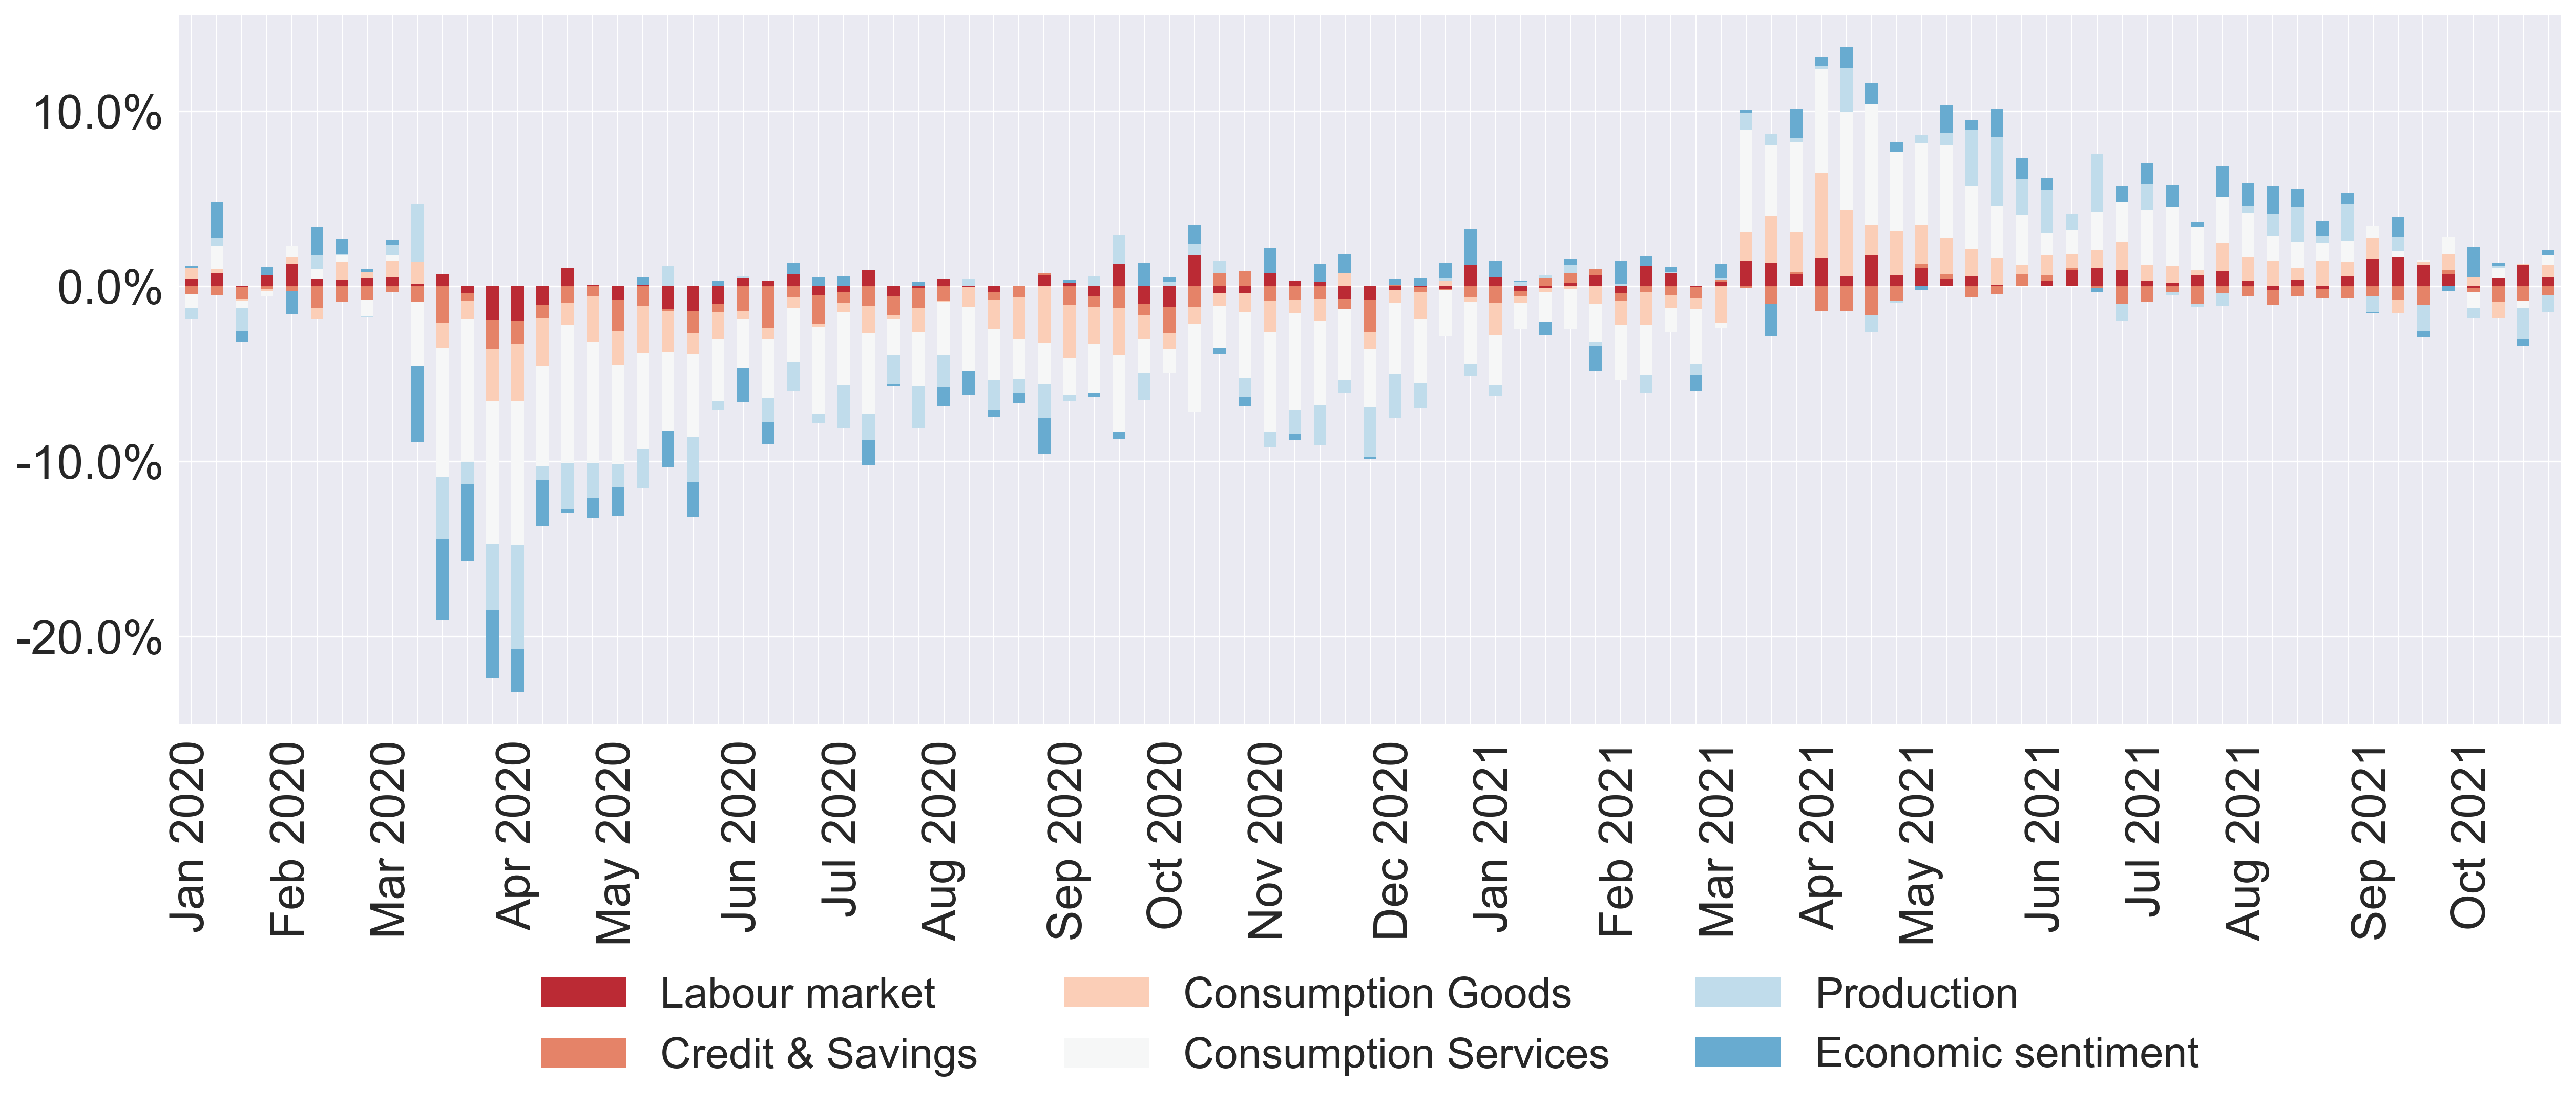 10.0%
0.0%
-10.0%
-20.0%
Jan 2020
Feb 2020
Mar 2020
Apr 2020
May 2020
Jun 2020
Jul 2020
Aug 2020
Sep 2020
Oct 2020
Nov 2020
Dec 2020
Jan 2021
Feb 2021
Mar 2021
Apr 2021
May 2021
Jun 2021
Jul 2021
Aug 2021
Sep 2021
Oct 2021
Labour market
Credit & Savings
Consumption Goods
Consumption Services
Production
Economic sentiment